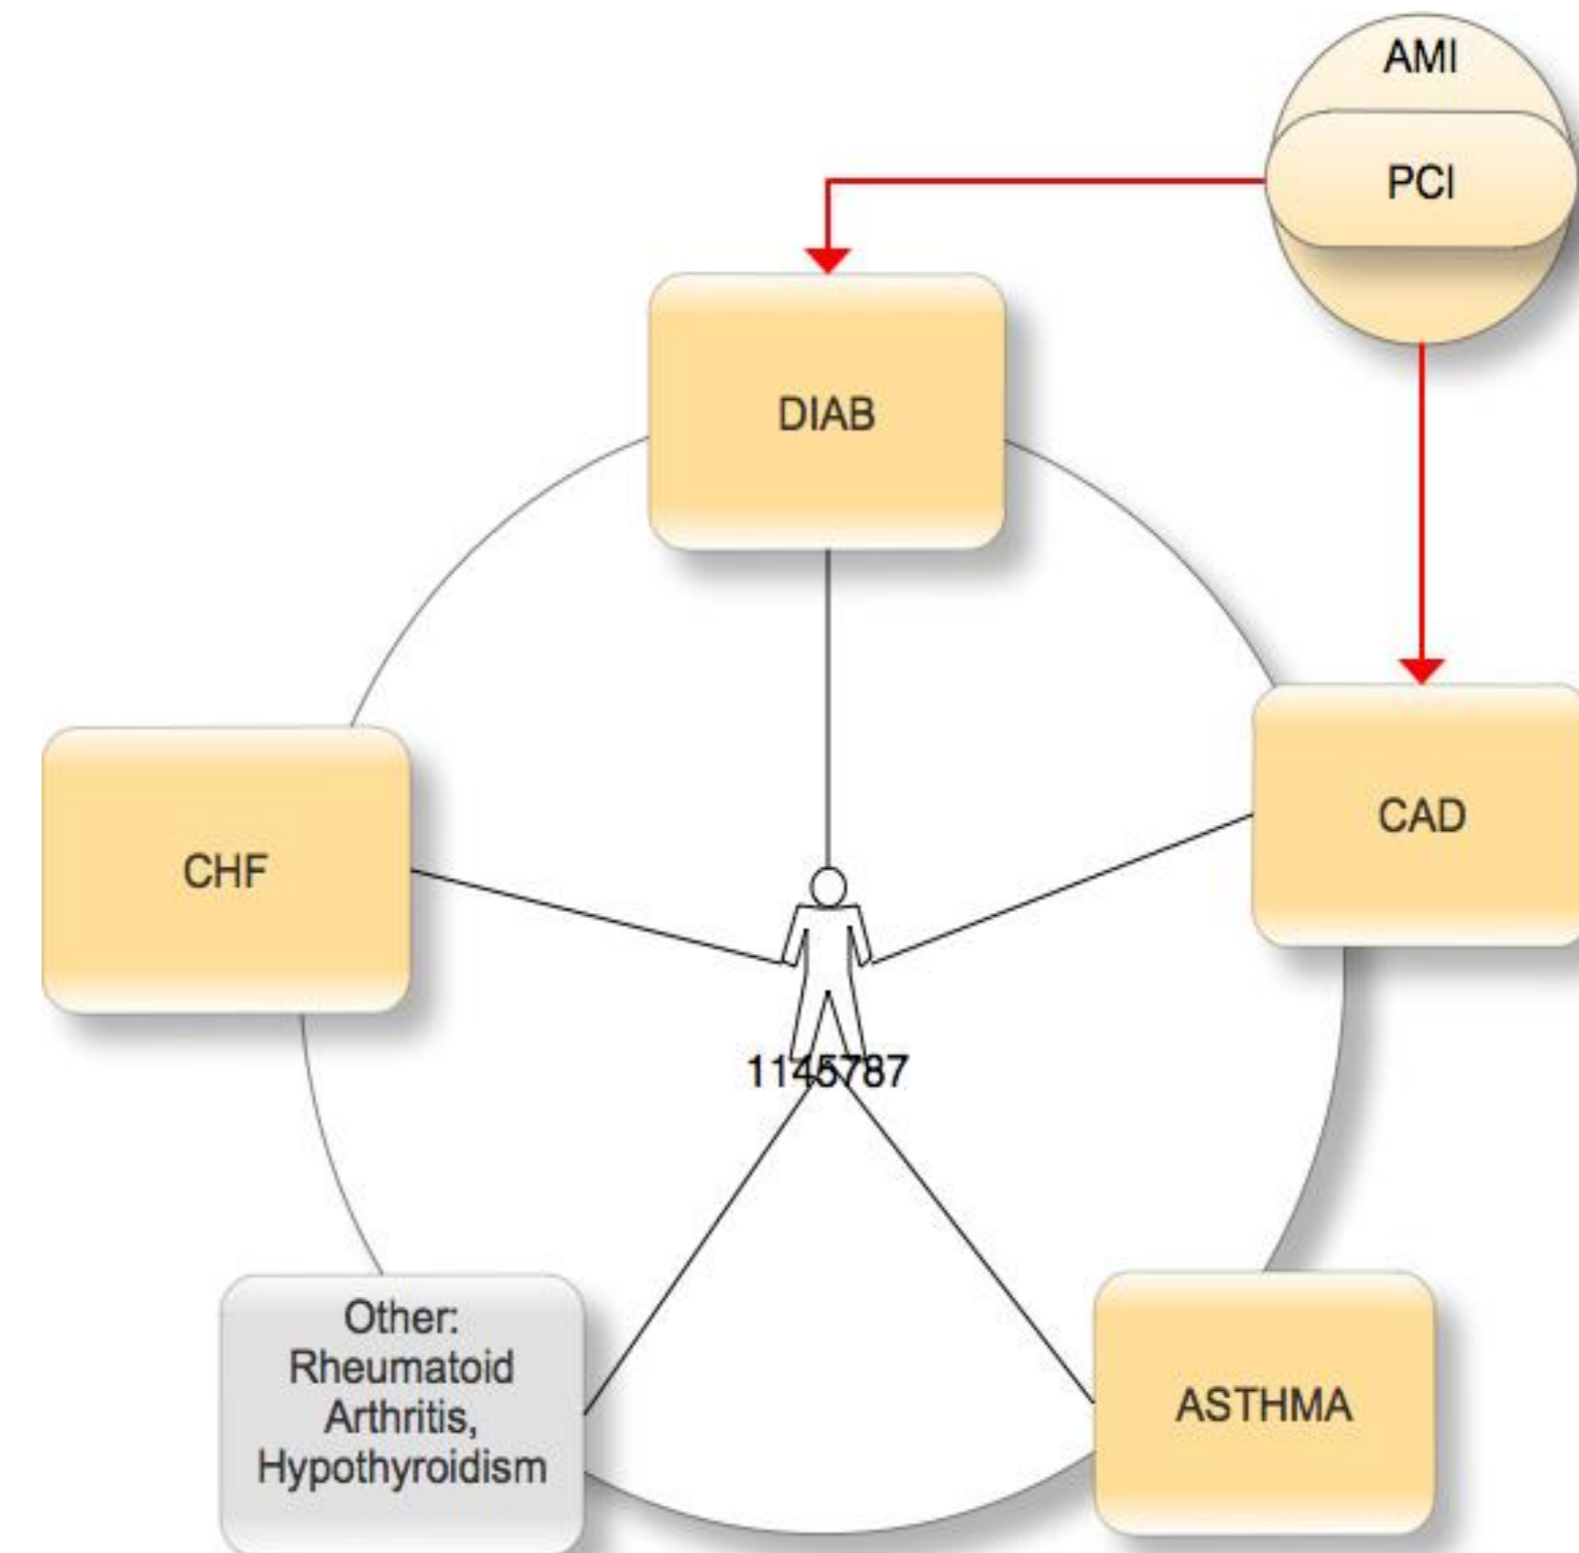 AMI
PCI
DIAB
CAD
CHF
1145787
Other:
Rheumatoid
Arthritis,
Hypothyroidism
ASTHMA